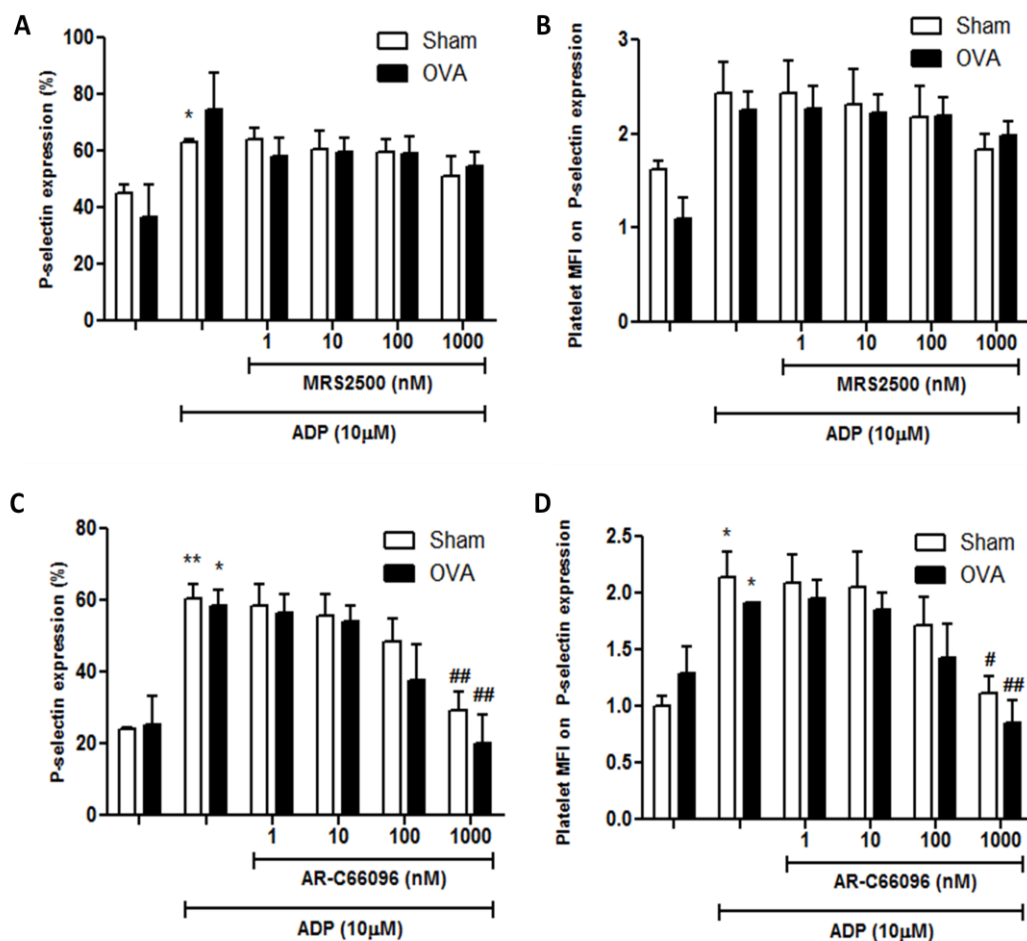 A
P-selectin expression (%)
100
80
60
40
20
0
Sham
OVA
*
1 10 100 1000
MRS2500 (nM)
ADP (10μM)
B
Platelet MFI on P-selectin expression
3
2
1
0
Sham
OVA
1 10 100 1000
MRS2500 (nM)
ADP (10μM)
C
P-selectin expression (%)
80
60
40
20
0
Sham
OVA
** *
## ##
1 10 100 1000
AR-C66096 (nM)
ADP (10μM)
D
Platelet MFI on P-selectin expression
2.5
2.0
1.5
1.0
0.5
0.0
Sham
OVA
* *
# ##
1 10 100 1000
AR-C66096 (nM)
ADP (10μM)